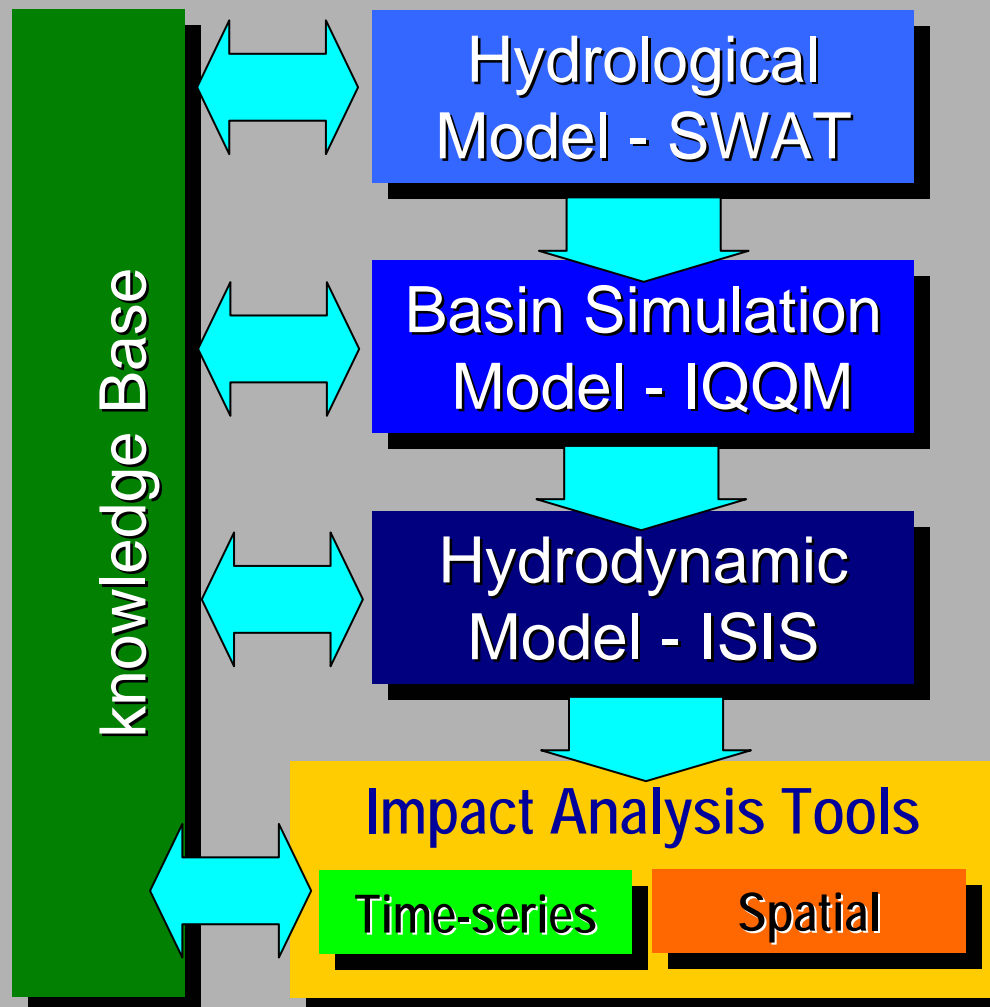 knowledge Base
Hydrological
Model - SWAT
Basin Simulation
Model - IQQM
Hydrodynamic
Model - ISIS
Impact Analysis Tools
Time-series
Spatial